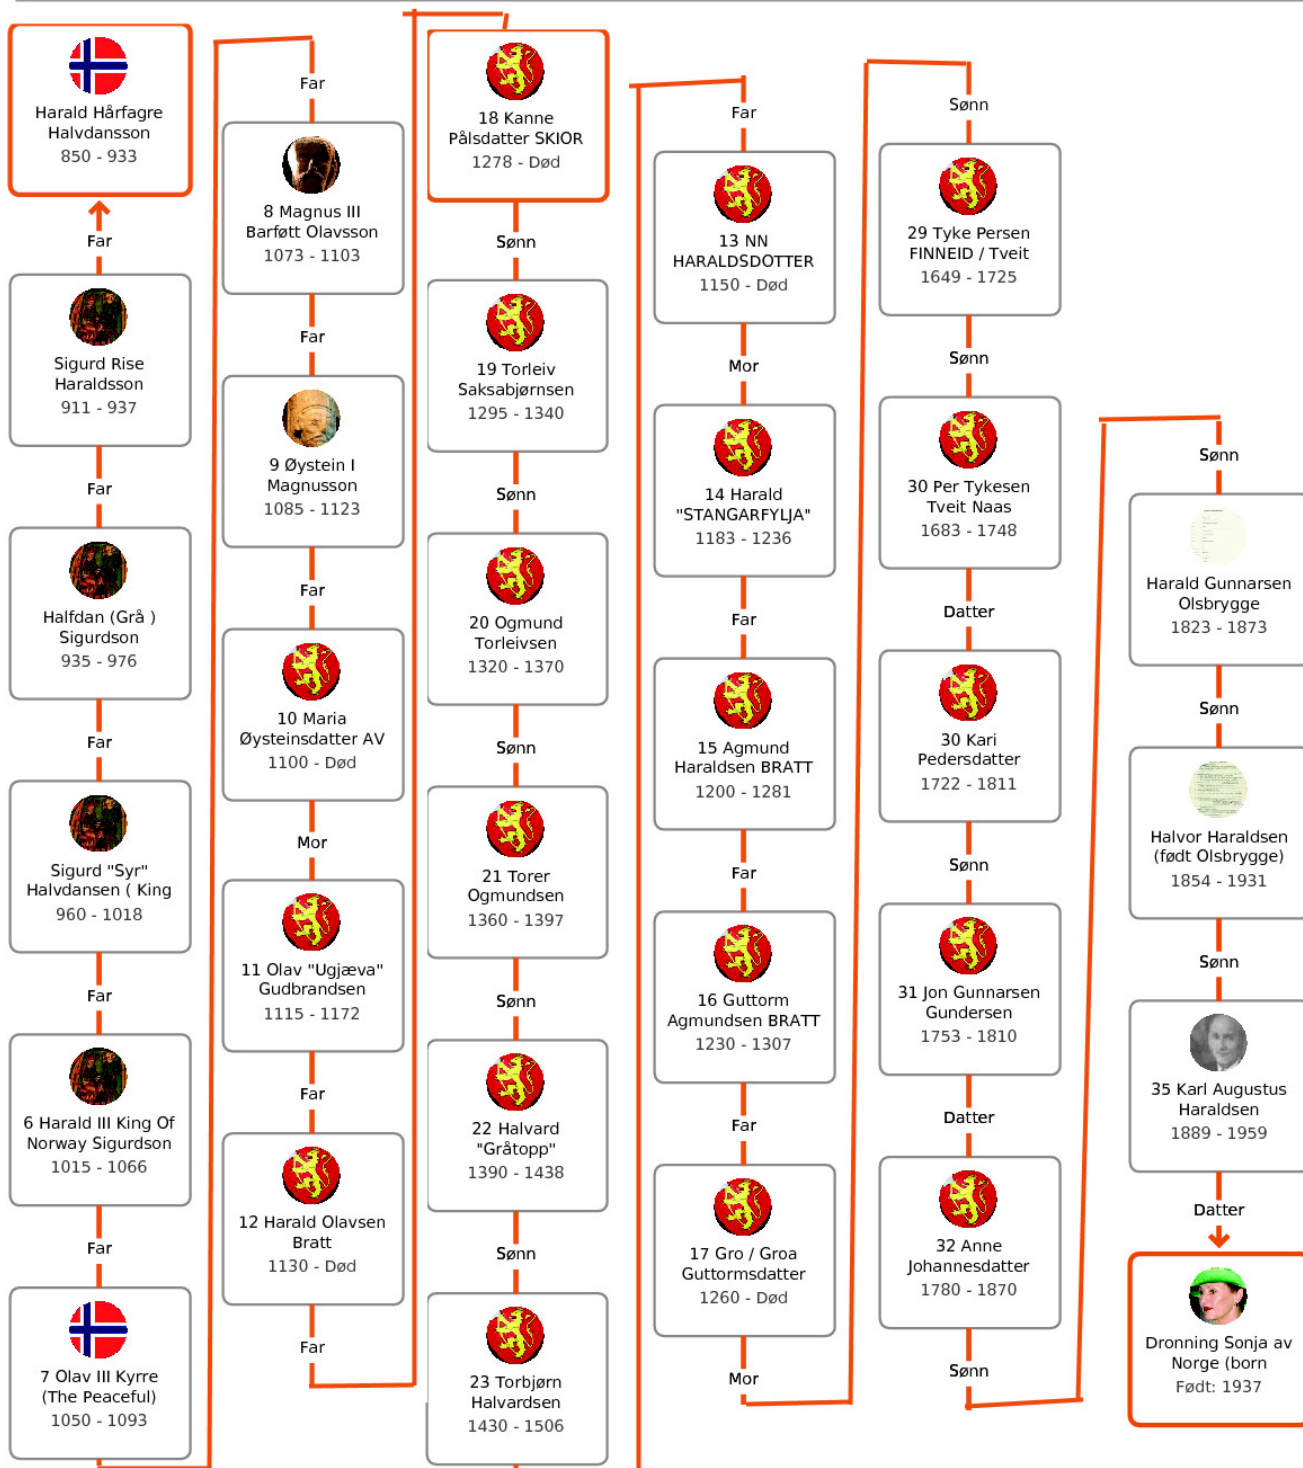 Harald Hårfagre
Halvdansson
850 - 933
Far
Sigurd Rise
Haraldsson
911 - 937
Far
Halfdan (Grå )
Sigurdson
935 - 976
Far
Sigurd "Syr"
Halvdansen ( King
960 - 1018
Far
6 Harald III King Of
Norway Sigurdson
1015 - 1066
Far
7 Olav III Kyrre
(The Peaceful)
1050 - 1093
Far
8 Magnus III
Barføtt Olavsson
1073 - 1103
Far
9 Øystein I
Magnusson
1085 - 1123
Far
10 Maria
Øysteinsdatter AV
1100 - Død
Mor
11 Olav "Ugjæva"
Gudbrandsen
1115 - 1172
Far
12 Harald Olavsen
Bratt
1130 - Død
Far
18 Kanne
Pålsdatter SKIOR
1278 - Død
Sønn
19 Torleiv
Saksabjørnsen
1295 - 1340
Sønn
20 Ogmund
Torleivsen
1320 - 1370
Sønn
21 Torer
Ogmundsen
1360 - 1397
Sønn
22 Halvard
"Gråtopp"
1390 - 1438
Sønn
23 Torbjørn
Halvardsen
1430 - 1506
Far
13 NN
HARALDSDOTTER
1150 - Død
Mor
14 Harald
"STANGARFYLJA"
1183 - 1236
Far
15 Agmund
Haraldsen BRATT
1200 - 1281
Far
16 Guttorm
Agmundsen BRATT
1230 - 1307
Far
17 Gro / Groa
Guttormsdatter
1260 - Død
Mor
Sønn
29 Tyke Persen
FINNEID / Tveit
1649 - 1725
Sønn
30 Per Tykesen
Tveit Naas
1683 - 1748
Datter
30 Kari
Pedersdatter
1722 - 1811
Sønn
31 Jon Gunnarsen
Gundersen
1753 - 1810
Datter
32 Anne
Johannesdatter
1780 - 1870
Sønn
Sønn
Harald Gunnarsen
Olsbrygge
1823 - 1873
Sønn
Halvor Haraldsen
(født Olsbrygge)
1854 - 1931
Sønn
35 Karl Augustus
Haraldsen
1889 - 1959
Datter
Dronning Sonja av
Norge (born
Født: 1937